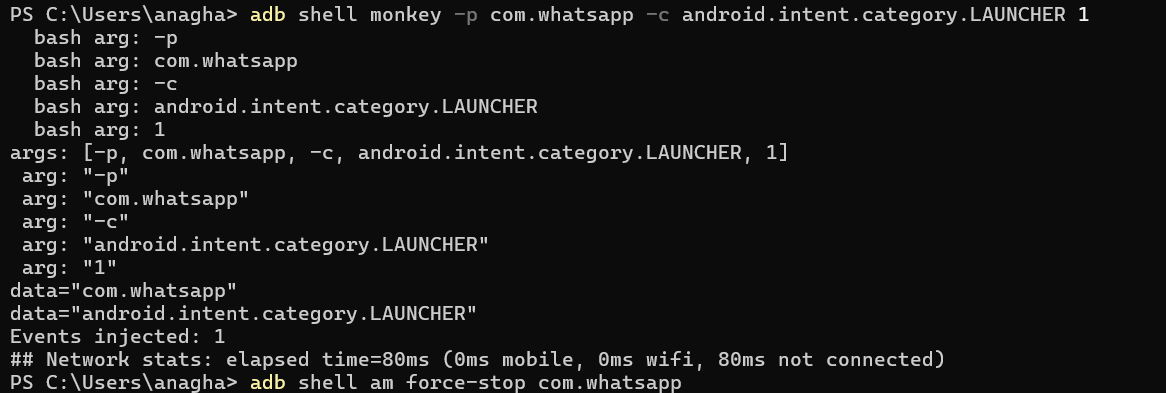 PS C:\Users\anagha> adb shell monkey -p com.whatsapp -c android.intent.category.LAUNCHER 1
  bash arg: -p
  bash arg: com.whatsapp
  bash arg: -c
  bash arg: android.intent.category.LAUNCHER
  bash arg: 1
args: [-p, com.whatsapp, -c, android.intent.category.LAUNCHER, 1]
 arg: "-p"
 arg: "com.whatsapp"
 arg: "-c"
 arg: "android.intent.category.LAUNCHER"
 arg: "1"
data="com.whatsapp"
data="android.intent.category.LAUNCHER"
Events injected: 1
## Network stats: elapsed time=80ms (0ms mobile, 0ms wifi, 80ms not connected)
PS C:\Users\anagha> adb shell am force-stop com.whatsapp